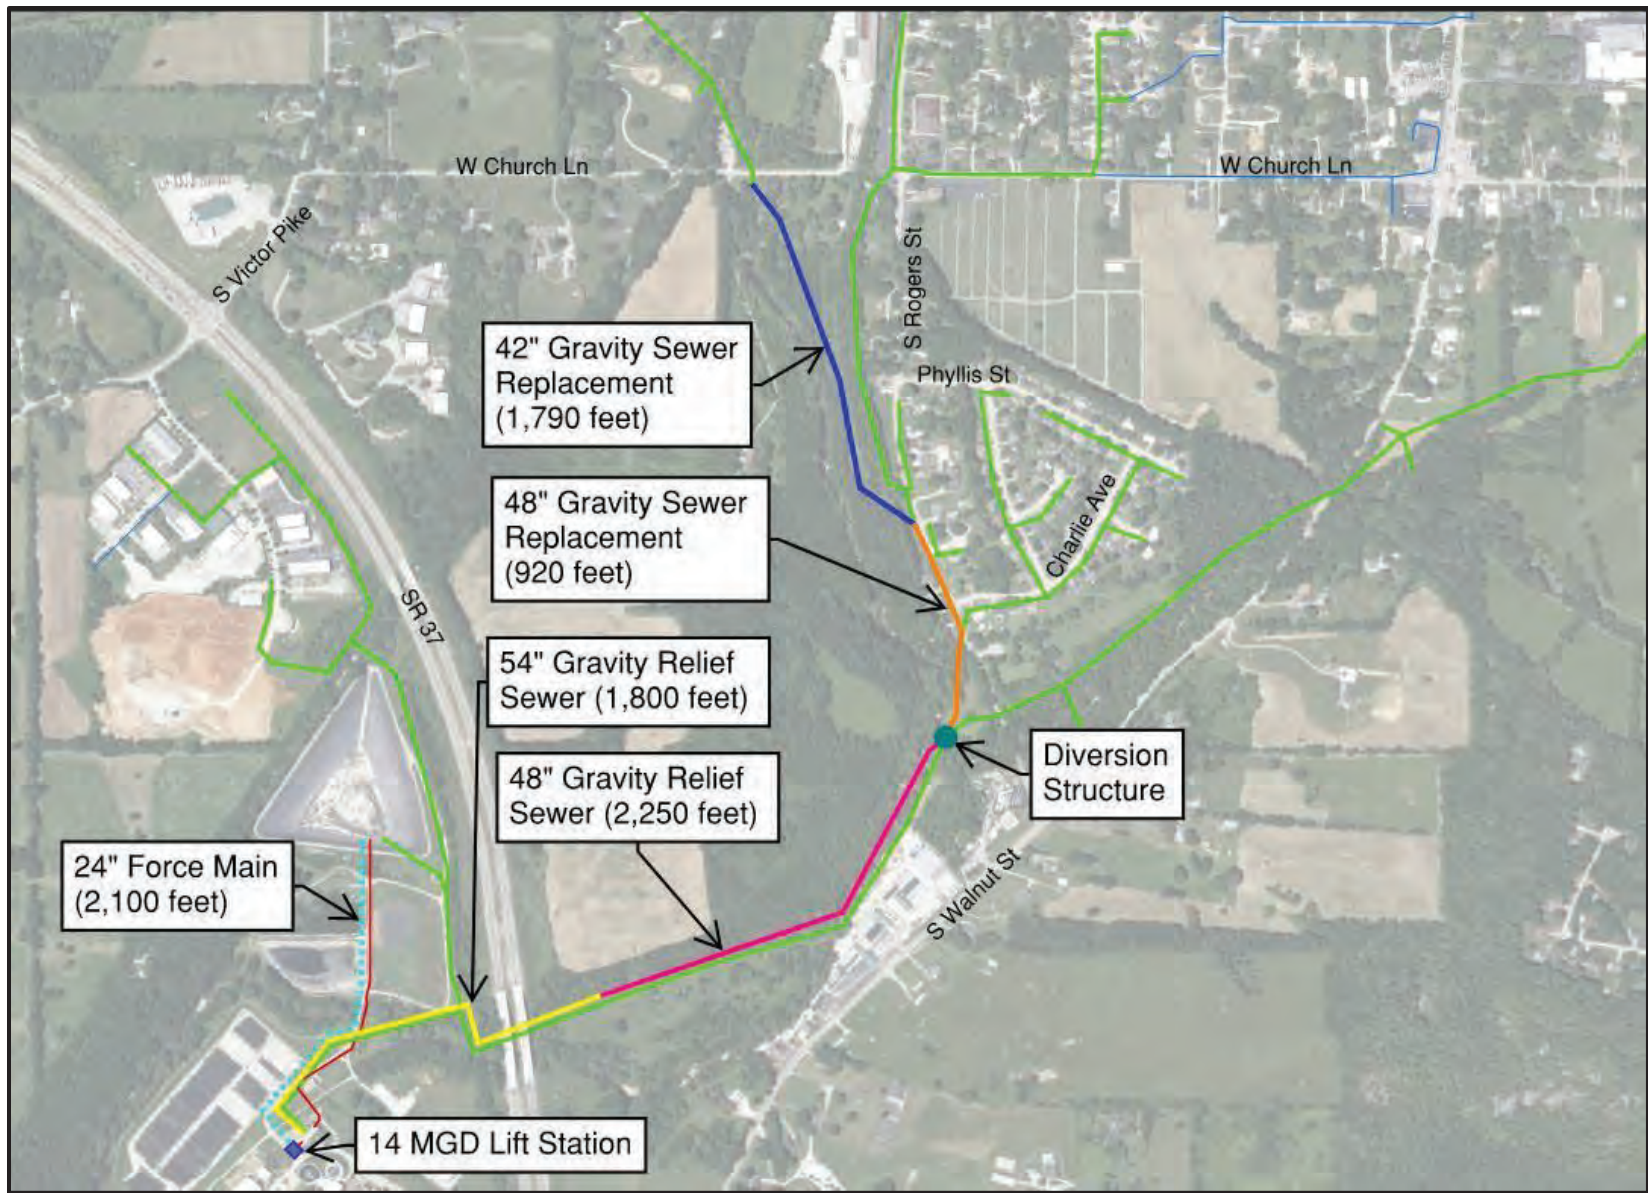 W Church Ln
W Church Ln
S Victor Pike
S Rogers St
42" Gravity Sewer
Replacement
(1,790 feet)
Phyllis St
48" Gravity Sewer
Replacement
(920 feet)
Charlie Ave
SR 37
54" Gravity Relief
Sewer (1,800 feet)
48" Gravity Relief
Sewer (2,250 feet)
Diversion
Structure
24" Force Main
(2,100 feet)
S Walnut St
14 MGD Lift Station